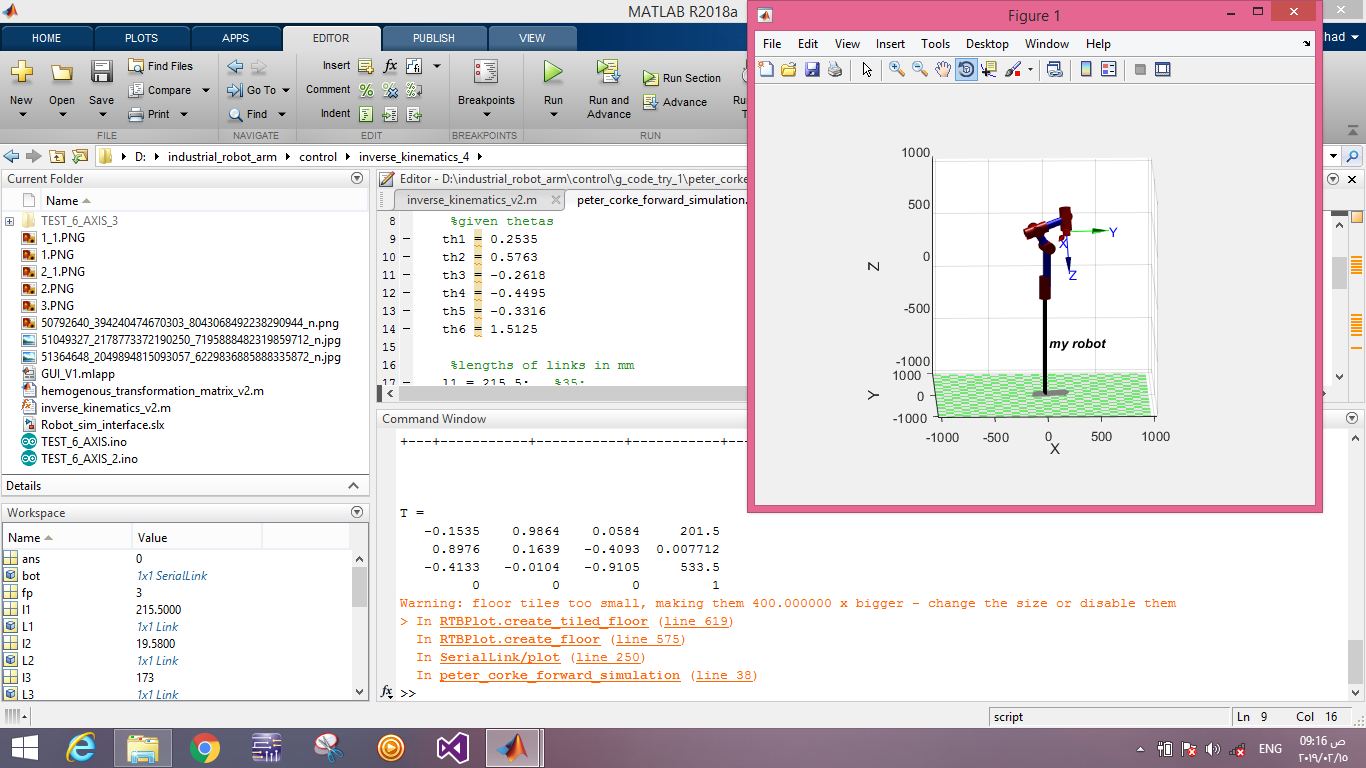 MATLAB R2018a
Figure 1
HOME PLOTS APPS EDITOR PUBLISH VIEW
had
File Edit View Insert Tools Desktop Window Help
New Open Save Find Files Compare Print
Go To Find
Insert Comment Indent
fx
Breakpoints
Run Run and Advance Run Section Advance
FILE NAVIGATE EDIT BREAKPOINTS RUN
D: industrial_robot_arm control inverse_kinematics_4
Current Folder
Name
TEST_6_AXIS_3
1_1.PNG
1.PNG
2_1.PNG
2.PNG
3.PNG
50792640_394240474670303_8043068492238290944_n.png
51049327_2178773372190250_7195888482319859712_n.jpg
51364648_2049894815093057_6229836885888335872_n.jpg
GUI_V1.mlapp
hemogenous_transformation_matrix_v2.m
inverse_kinematics_v2.m
Robot_sim_interface.slx
TEST_6_AXIS.ino
TEST_6_AXIS_2.ino
Details
Workspace
Name Value
ans 0
bot 1x1 SerialLink
fp 3
l1 215.5000
L1 1x1 Link
l2 19.5800
L2 1x1 Link
l3 173
L3 1x1 Link
Editor - D:\industrial_robot_arm\control\g_code_try_1\peter_corke
inverse_kinematics_v2.m peter_corke_forward_simulation.
8 %given thetas
9 – th1 = 0.2535
10 – th2 = 0.5763
11 – th3 = -0.2618
12 – th4 = -0.4495
13 – th5 = -0.3316
14 – th6 = 1.5125
15
16 %lengths of links in mm
17 – l1 = 215.5; %35;
Command Window
+---+-----------+-----------+-----------+--
T =
-0.1535 0.9864 0.0584 201.5
0.8976 0.1639 -0.4093 0.007712
-0.4133 -0.0104 -0.9105 533.5
0 0 0 1
Warning: floor tiles too small, making them 400.000000 x bigger - change the size or disable them
> In RTBPlot.create_tiled_floor (line 619)
In RTBPlot.create_floor (line 575)
In SerialLink/plot (line 250)
In peter_corke_forward_simulation (line 38)
fx >>
1000
500
0
-500
-1000
Z
1000
0
-1000
Y
-1000 -500 0 500 1000
X
X Y Z
my robot
script Ln 9 Col 16
ENG
09:16 ص
٢٠١٩/٠٢/١٥